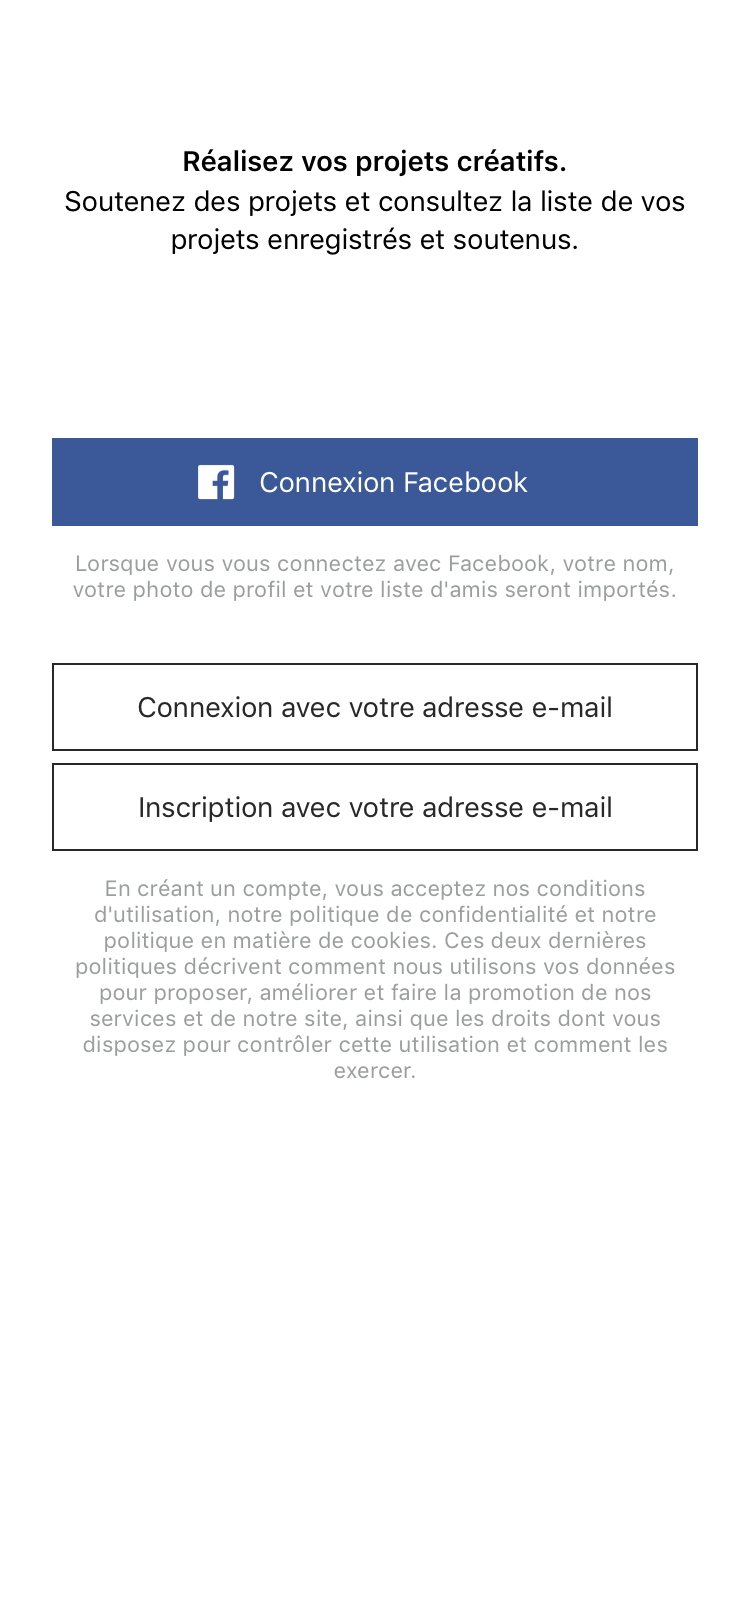 Réalisez vos projets créatifs.
Soutenez des projets et consultez la liste de vos
projets enregistrés et soutenus.
Connexion Facebook
Lorsque vous vous connectez avec Facebook, votre nom,
votre photo de profil et votre liste d'amis seront importés.
Connexion avec votre adresse e-mail
Inscription avec votre adresse e-mail
En créant un compte, vous acceptez nos conditions
d'utilisation, notre politique de confidentialité et notre
politique en matière de cookies. Ces deux dernières
politiques décrivent comment nous utilisons vos données
pour proposer, améliorer et faire la promotion de nos
services et de notre site, ainsi que les droits dont vous
disposez pour contrôler cette utilisation et comment les
exercer.